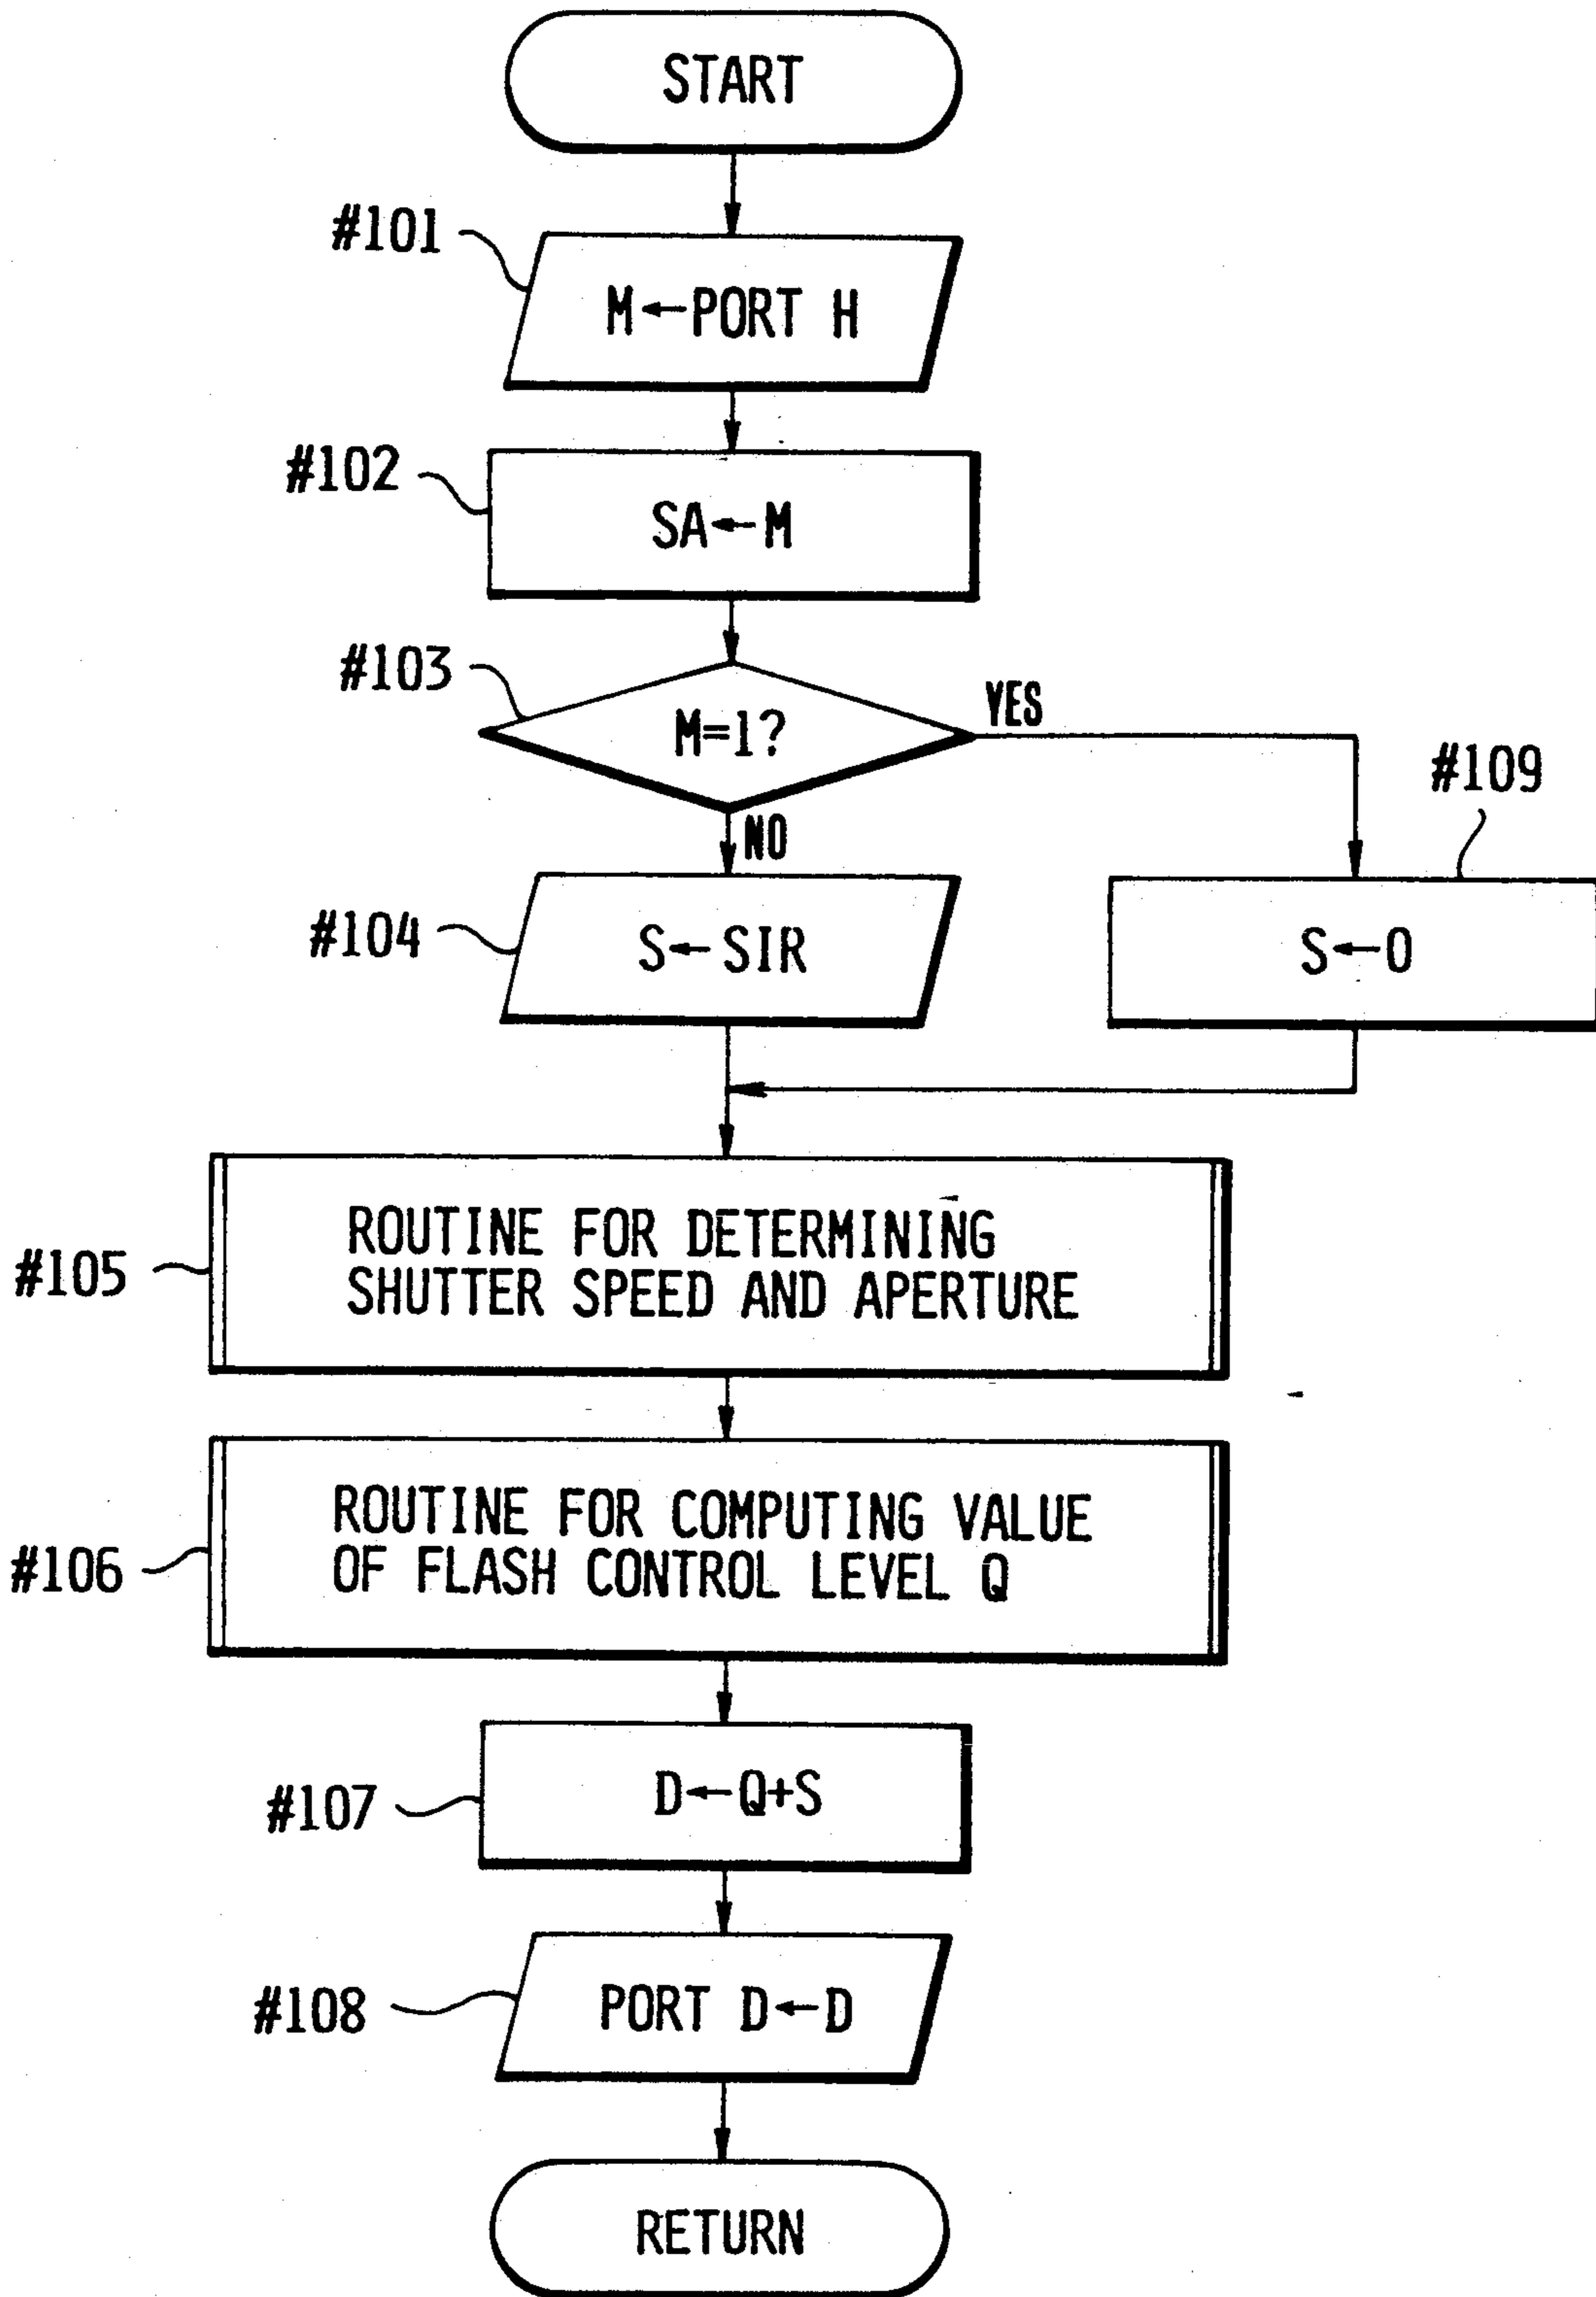 START
#101
M←PORT H
#102
SA←M
#103
M=1?
YES
NO
#109
#104
S←SIR
S←0
#105
ROUTINE FOR DETERMINING
SHUTTER SPEED AND APERTURE
#106
ROUTINE FOR COMPUTING VALUE
OF FLASH CONTROL LEVEL Q
#107
D←Q+S
#108
PORT D←D
RETURN